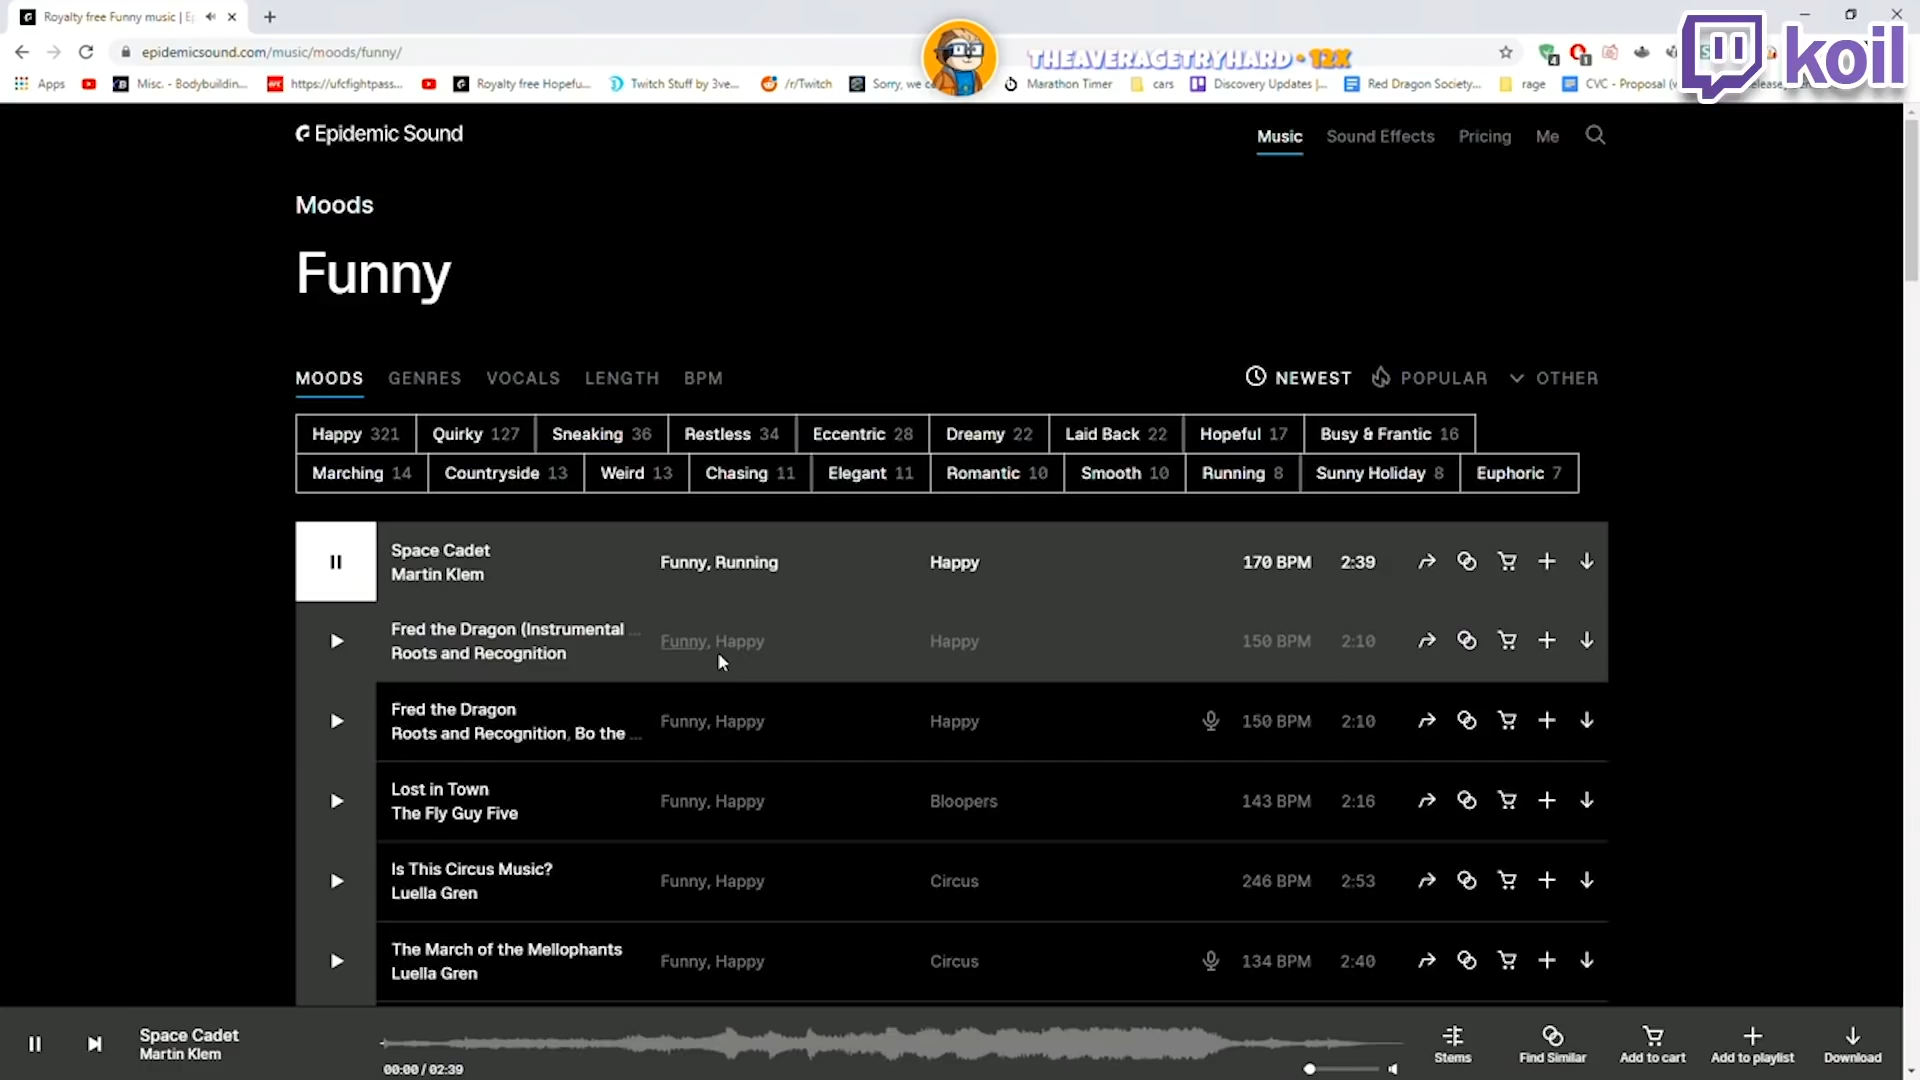 Royalty free Funny music | E
epidemicsound.com/music/moods/funny/
THEAVERAGETRYHARD • 12X
koil
Apps
Misc. - Bodybuildin...
https://ufcfightpass...
Royalty free Hopefu...
Twitch Stuff by 3ve...
/r/Twitch
Sorry, we c
Marathon Timer
cars
Discovery Updates |...
Red Dragon Society...
rage
CVC - Proposal
Epidemic Sound
Music
Sound Effects
Pricing
Me
Moods
Funny
MOODS
GENRES
VOCALS
LENGTH
BPM
NEWEST
POPULAR
OTHER
Happy 321
Quirky 127
Sneaking 36
Restless 34
Eccentric 28
Dreamy 22
Laid Back 22
Hopeful 17
Busy & Frantic 16
Marching 14
Countryside 13
Weird 13
Chasing 11
Elegant 11
Romantic 10
Smooth 10
Running 8
Sunny Holiday 8
Euphoric 7
Space Cadet
Martin Klem
Funny, Running
Happy
170 BPM
2:39
Fred the Dragon (Instrumental ...
Roots and Recognition
Funny, Happy
Happy
150 BPM
2:10
Fred the Dragon
Roots and Recognition, Bo the ...
Funny, Happy
Happy
150 BPM
2:10
Lost in Town
The Fly Guy Five
Funny, Happy
Bloopers
143 BPM
2:16
Is This Circus Music?
Luella Gren
Funny, Happy
Circus
246 BPM
2:53
The March of the Mellophants
Luella Gren
Funny, Happy
Circus
134 BPM
2:40
Space Cadet
Martin Klem
00:00 / 02:39
Stems
Find Similar
Add to cart
Add to playlist
Download